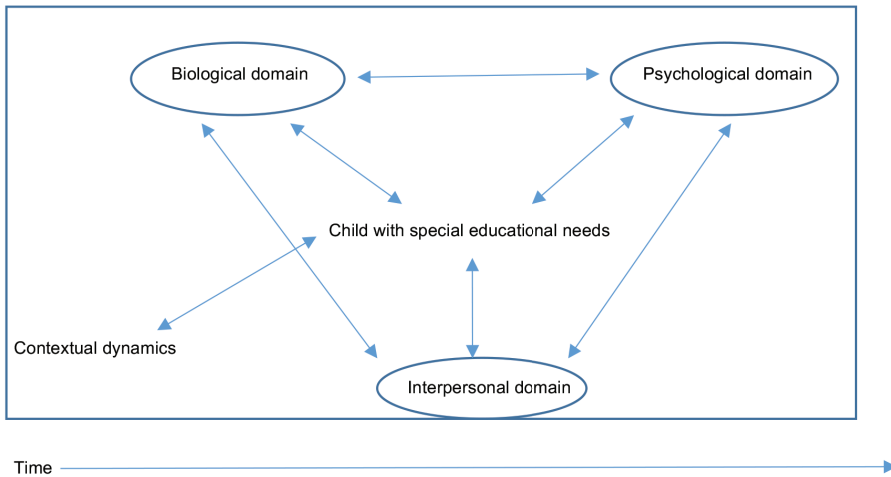 Biological domain
Psychological domain
Child with special educational needs
Contextual dynamics
Interpersonal domain
Time